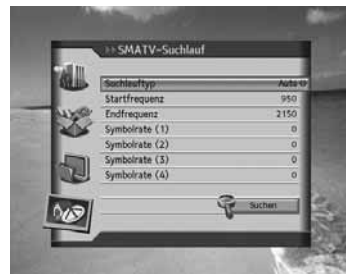 >> SMATV-Suchlauf
Suchlauftyp Auto
Startfrequenz 950
Endfrequenz 2150
Symbolrate (1) 0
Symbolrate (2) 0
Symbolrate (3) 0
Symbolrate (4) 0
Suchen